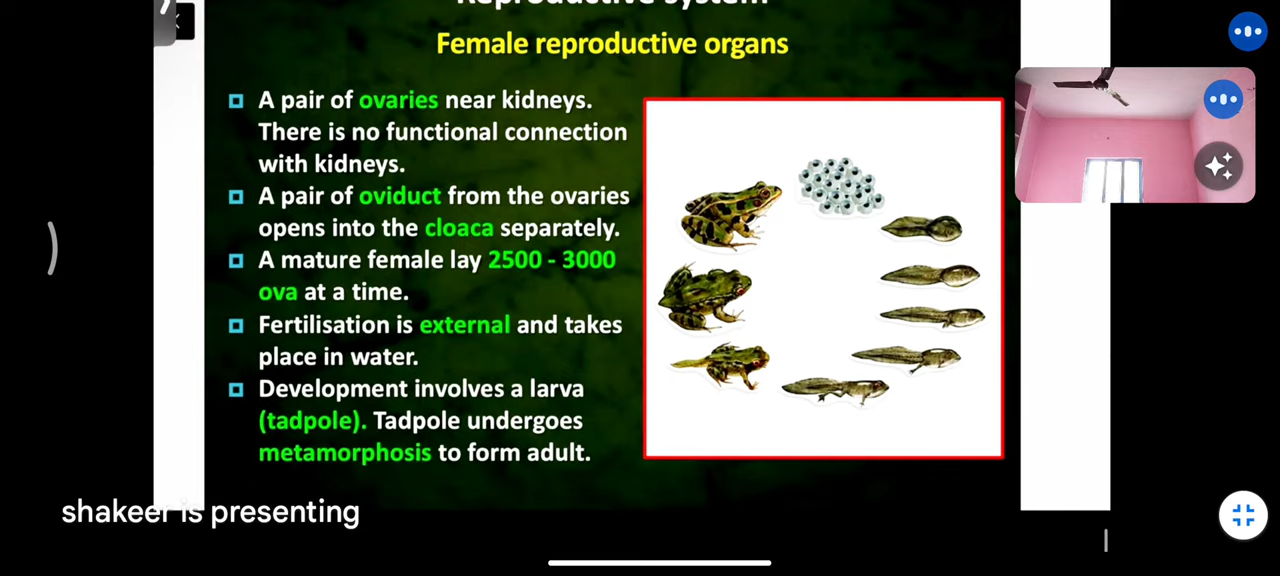 Reproductive system
Female reproductive organs
A pair of ovaries near kidneys.
There is no functional connection
with kidneys.
A pair of oviduct from the ovaries
opens into the cloaca separately.
A mature female lay 2500 - 3000
ova at a time.
Fertilisation is external and takes
place in water.
Development involves a larva
(tadpole). Tadpole undergoes
metamorphosis to form adult.
shakeer is presenting